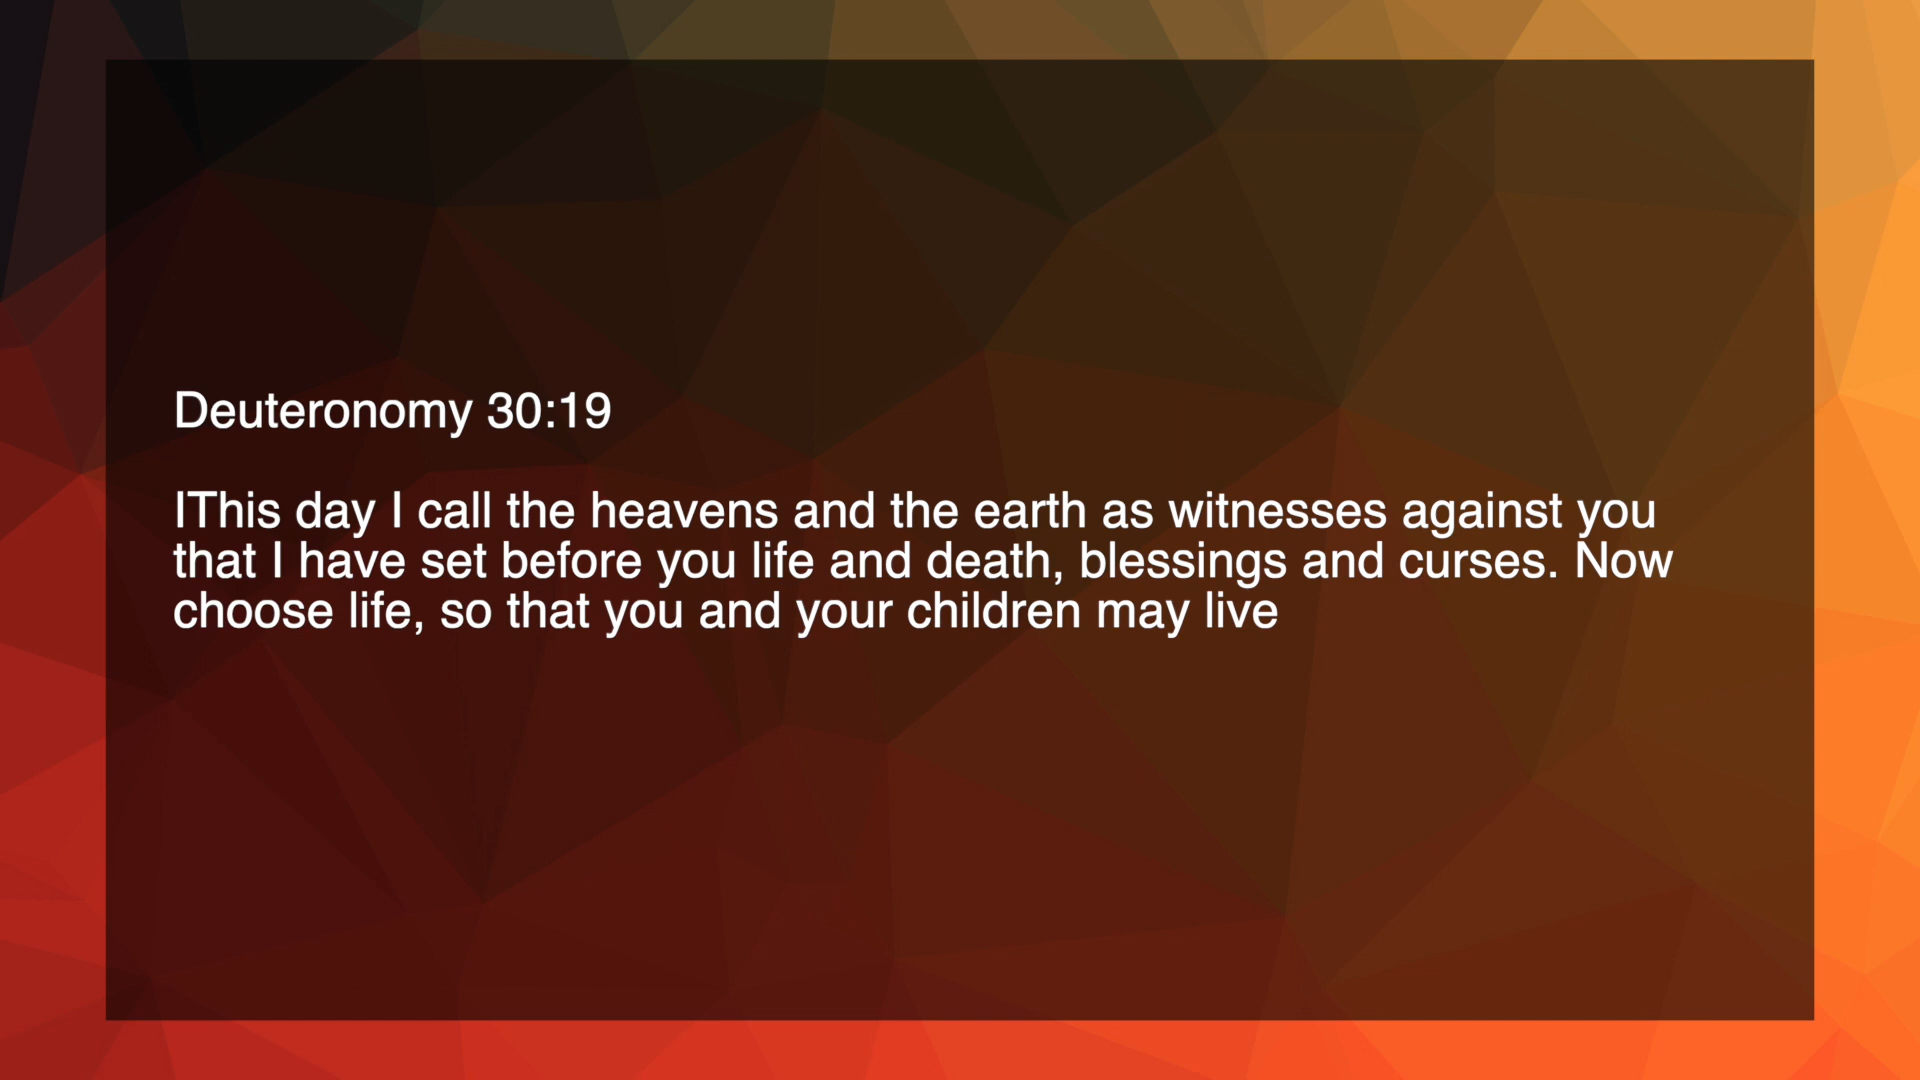 Deuteronomy 30:19
IThis day I call the heavens and the earth as witnesses against you
that I have set before you life and death, blessings and curses. Now
choose life, so that you and your children may live